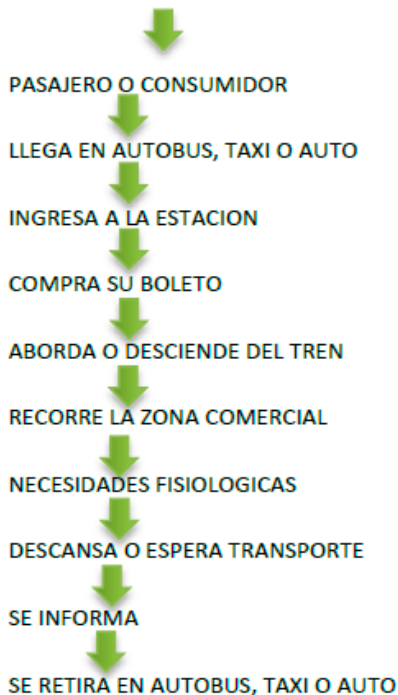 PASAJERO O CONSUMIDOR
LLEGA EN AUTOBUS, TAXI O AUTO
INGRESA A LA ESTACION
COMPRA SU BOLETO
ABORDA O DESCIENDE DEL TREN
RECORRE LA ZONA COMERCIAL
NECESIDADES FISIOLOGICAS
DESCANSA O ESPERA TRANSPORTE
SE INFORMA
SE RETIRA EN AUTOBUS, TAXI O AUTO